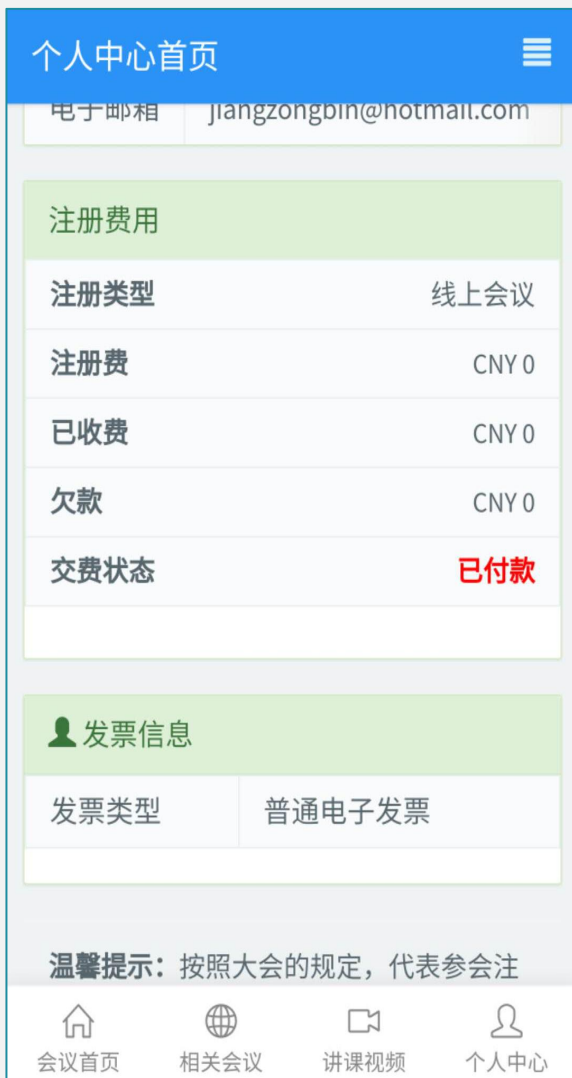 个人中心首页
电子邮箱 jiangzongbin@hotmail.com
注册费用
注册类型 线上会议
注册费 CNY 0
已收费 CNY 0
欠款 CNY 0
交费状态 已付款
发票信息
发票类型 普通电子发票
温馨提示：按照大会的规定，代表参会注
会议首页 相关会议 讲课视频 个人中心